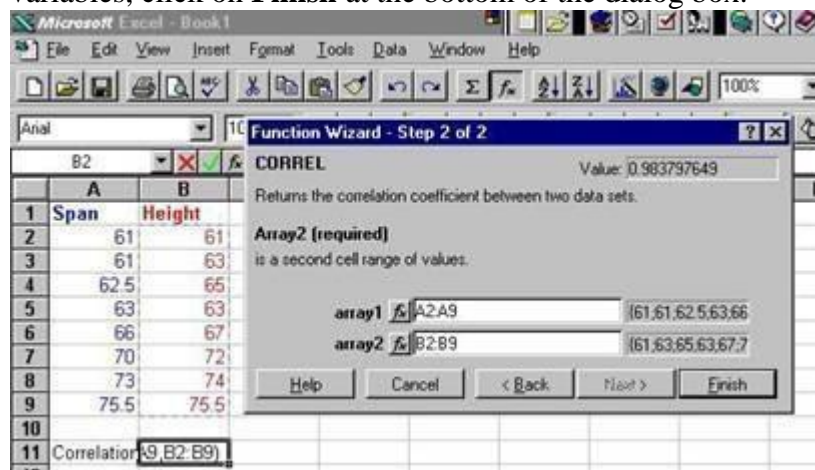 variables, click on Finish at the bottom of the dialog box.
Microsoft Excel - Book1
File Edit View Insert Format Tools Data Window Help
100%
Arial 10
B2
Function Wizard - Step 2 of 2
CORREL Value: 0.983797649
Returns the correlation coefficient between two data sets.
Array2 (required)
is a second cell range of values.
array1 A2:A9 {61,61,62.5,63,66
array2 B2:B9 {61,63,65,63,67,7
Help Cancel < Back Next > Finish
A B
1 Span Height
2 61 61
3 61 63
4 62.5 65
5 63 63
6 66 67
7 70 72
8 73 74
9 75.5 75.5
10
11 Correlation A9,B2:B9)